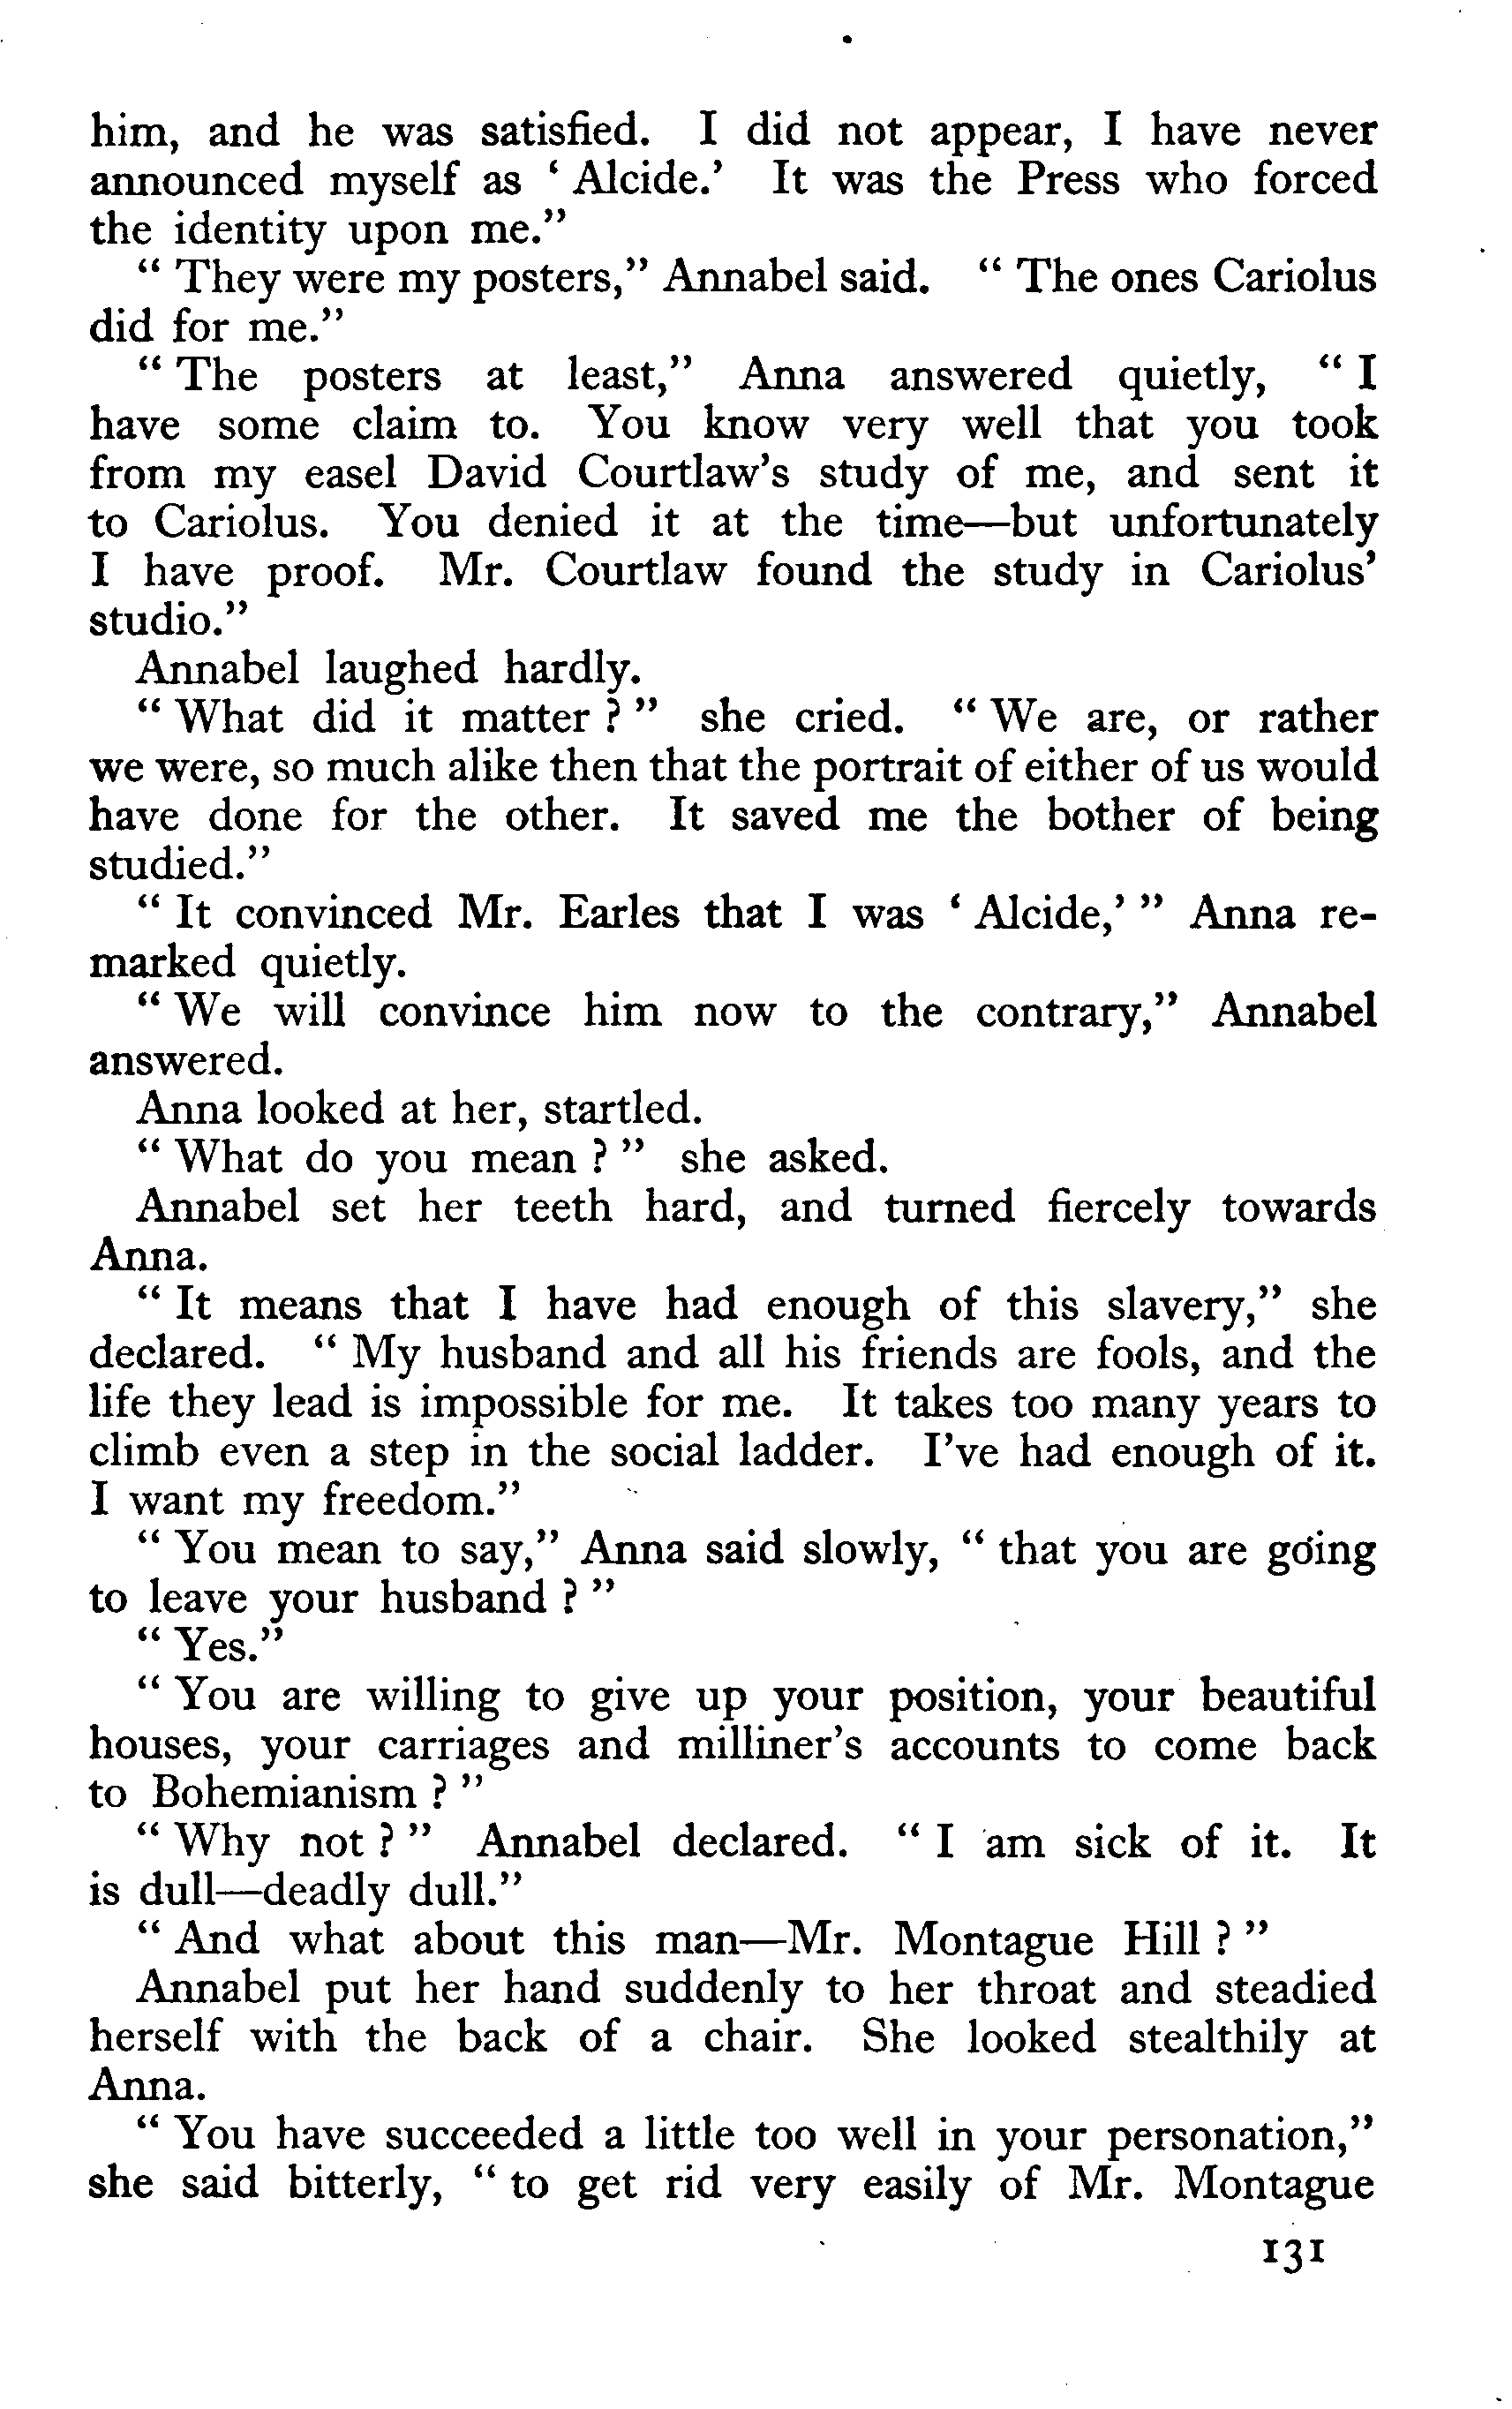 him, and he was satisfied. I did not appear, I have never
announced myself as ‘ Alcide.’ It was the Press who forced
the identity upon me.”
“ They were my posters,” Annabel said. “ The ones Cariolus
did for me.”
“ The posters at least,” Anna answered quietly, “ I
have some claim to. You know very well that you took
from my easel David Courtlaw’s study of me, and sent it
to Cariolus. You denied it at the time—but unfortunately
I have proof. Mr. Courtlaw found the study in Cariolus’
studio.”
Annabel laughed hardly.
“ What did it matter ? ” she cried. “ We are, or rather
we were, so much alike then that the portrait of either of us would
have done for the other. It saved me the bother of being
studied.”
“ It convinced Mr. Earles that I was ‘ Alcide,’ ” Anna re-
marked quietly.
“ We will convince him now to the contrary,” Annabel
answered.
Anna looked at her, startled.
“ What do you mean ? ” she asked.
Annabel set her teeth hard, and turned fiercely towards
Anna.
“ It means that I have had enough of this slavery,” she
declared. “ My husband and all his friends are fools, and the
life they lead is impossible for me. It takes too many years to
climb even a step in the social ladder. I’ve had enough of it.
I want my freedom.”
“ You mean to say,” Anna said slowly, “ that you are going
to leave your husband ? ”
“ Yes.”
“ You are willing to give up your position, your beautiful
houses, your carriages and milliner’s accounts to come back
to Bohemianism ? ”
“ Why not ? ” Annabel declared. “ I am sick of it. It
is dull—deadly dull.”
“ And what about this man—Mr. Montague Hill ? ”
Annabel put her hand suddenly to her throat and steadied
herself with the back of a chair. She looked stealthily at
Anna.
“ You have succeeded a little too well in your personation,”
she said bitterly, “ to get rid very easily of Mr. Montague
131